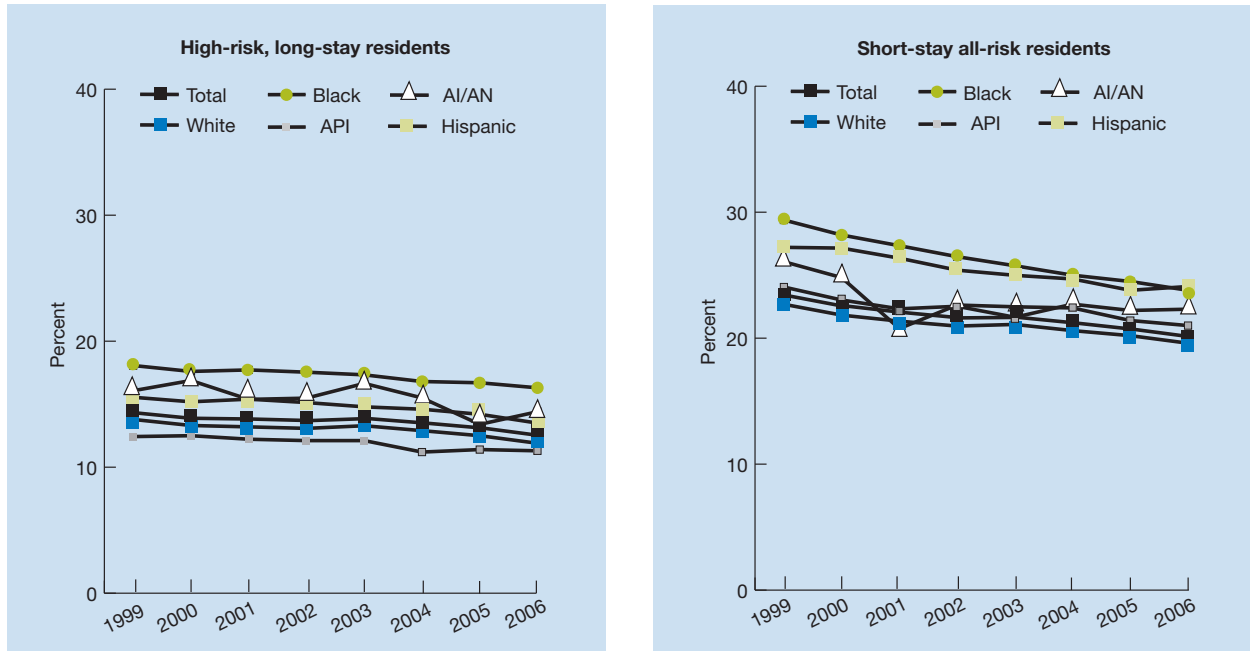 High-risk, long-stay residents
Total Black AI/AN
White API Hispanic
40
30
20
10
0
Percent
1999 2000 2001 2002 2003 2004 2005 2006
Short-stay all-risk residents
Total Black AI/AN
White API Hispanic
40
30
20
10
0
Percent
1999 2000 2001 2002 2003 2004 2005 2006